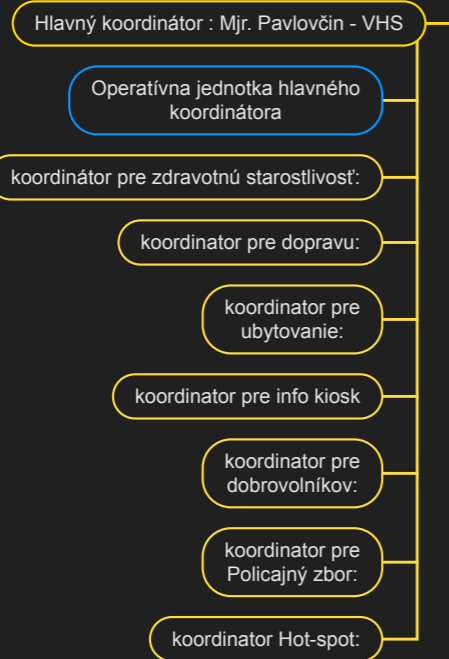 Hlavný koordinátor : Mjr. Pavlovčin - VHS
Operatívna jednotka hlavného
koordinátora
koordinátor pre zdravotnú starostlivosť:
koordinator pre dopravu:
koordinator pre
ubytovanie:
koordinator pre info kiosk
koordinator pre
dobrovolníkov:
koordinator pre
Policajný zbor:
koordinator Hot-spot: